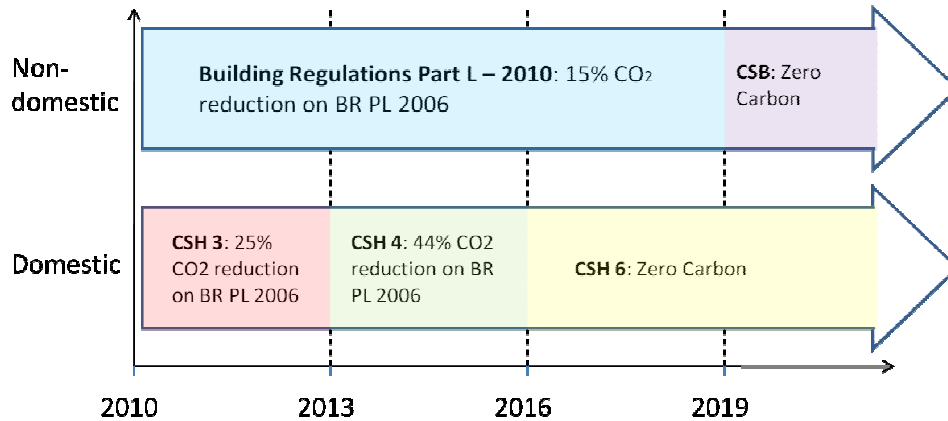 Non-
domestic
Building Regulations Part L – 2010: 15% CO₂
reduction on BR PL 2006
CSB: Zero
Carbon
Domestic
CSH 3: 25%
CO2 reduction
on BR PL 2006
CSH 4: 44% CO2
reduction on BR
PL 2006
CSH 6: Zero Carbon
2010
2013
2016
2019